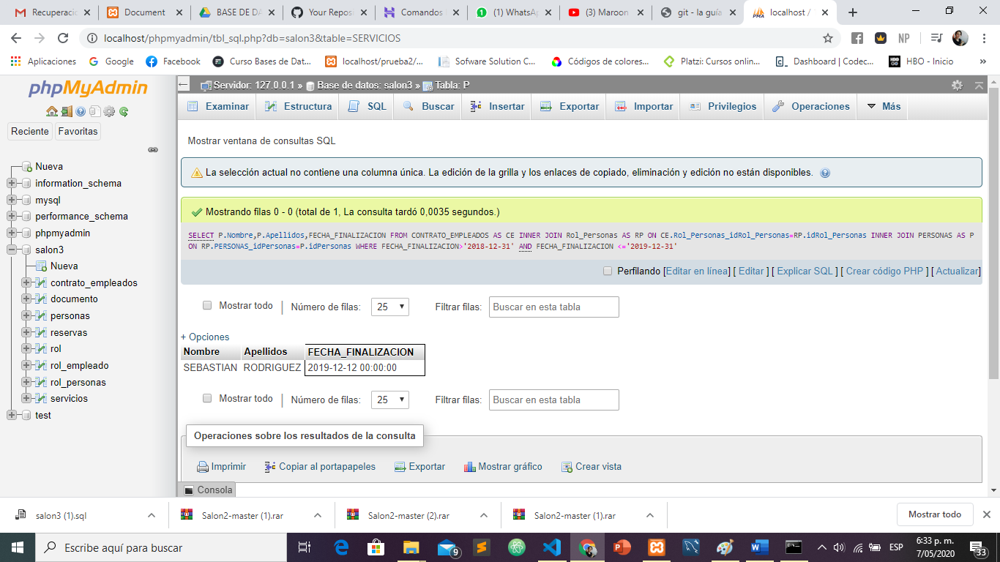 Recuperació
Document
BASE DE DA
Your Repos
Comandos
(1) WhatsA
(3) Maroon
git - la guía
localhost /
localhost/phpmyadmin/tbl_sql.php?db=salon3&table=SERVICIOS
NP
Aplicaciones
Google
Facebook
Curso Bases de Dat...
localhost/prueba2/...
Sofware Solution C...
Códigos de colores...
Platzi: Cursos onlin...
Dashboard | Codec...
HBO - Inicio
»
phpMyAdmin
Reciente
Favoritas
Nueva
information_schema
mysql
performance_schema
phpmyadmin
salon3
Nueva
contrato_empleados
documento
personas
reservas
rol
rol_empleado
rol_personas
servicios
test
Servidor: 127.0.0.1 » Base de datos: salon3 » Tabla: P
Examinar
Estructura
SQL
Buscar
Insertar
Exportar
Importar
Privilegios
Operaciones
Más
Mostrar ventana de consultas SQL
La selección actual no contiene una columna única. La edición de la grilla y los enlaces de copiado, eliminación y edición no están disponibles.
Mostrando filas 0 - 0 (total de 1, La consulta tardó 0,0035 segundos.)
SELECT P.Nombre,P.Apellidos,FECHA_FINALIZACION FROM CONTRATO_EMPLEADOS AS CE INNER JOIN Rol_Personas AS RP ON CE.Rol_Personas_idRol_Personas=RP.idRol_Personas INNER JOIN PERSONAS AS P
ON RP.PERSONAS_idPersonas=P.idPersonas WHERE FECHA_FINALIZACION>'2018-12-31' AND FECHA_FINALIZACION <='2019-12-31'
Perfilando [Editar en línea] [ Editar ] [ Explicar SQL ] [ Crear código PHP ] [ Actualizar]
Mostrar todo | Número de filas: 25 Filtrar filas: Buscar en esta tabla
+ Opciones
Nombre Apellidos FECHA_FINALIZACION
SEBASTIAN RODRIGUEZ 2019-12-12 00:00:00
Mostrar todo | Número de filas: 25 Filtrar filas: Buscar en esta tabla
Operaciones sobre los resultados de la consulta
Imprimir
Copiar al portapapeles
Exportar
Mostrar gráfico
Crear vista
Consola
salon3 (1).sql
Salon2-master (1).rar
Salon2-master (2).rar
Salon2-master (1).rar
Mostrar todo
Escribe aquí para buscar
9
ESP
6:33 p. m.
7/05/2020
33